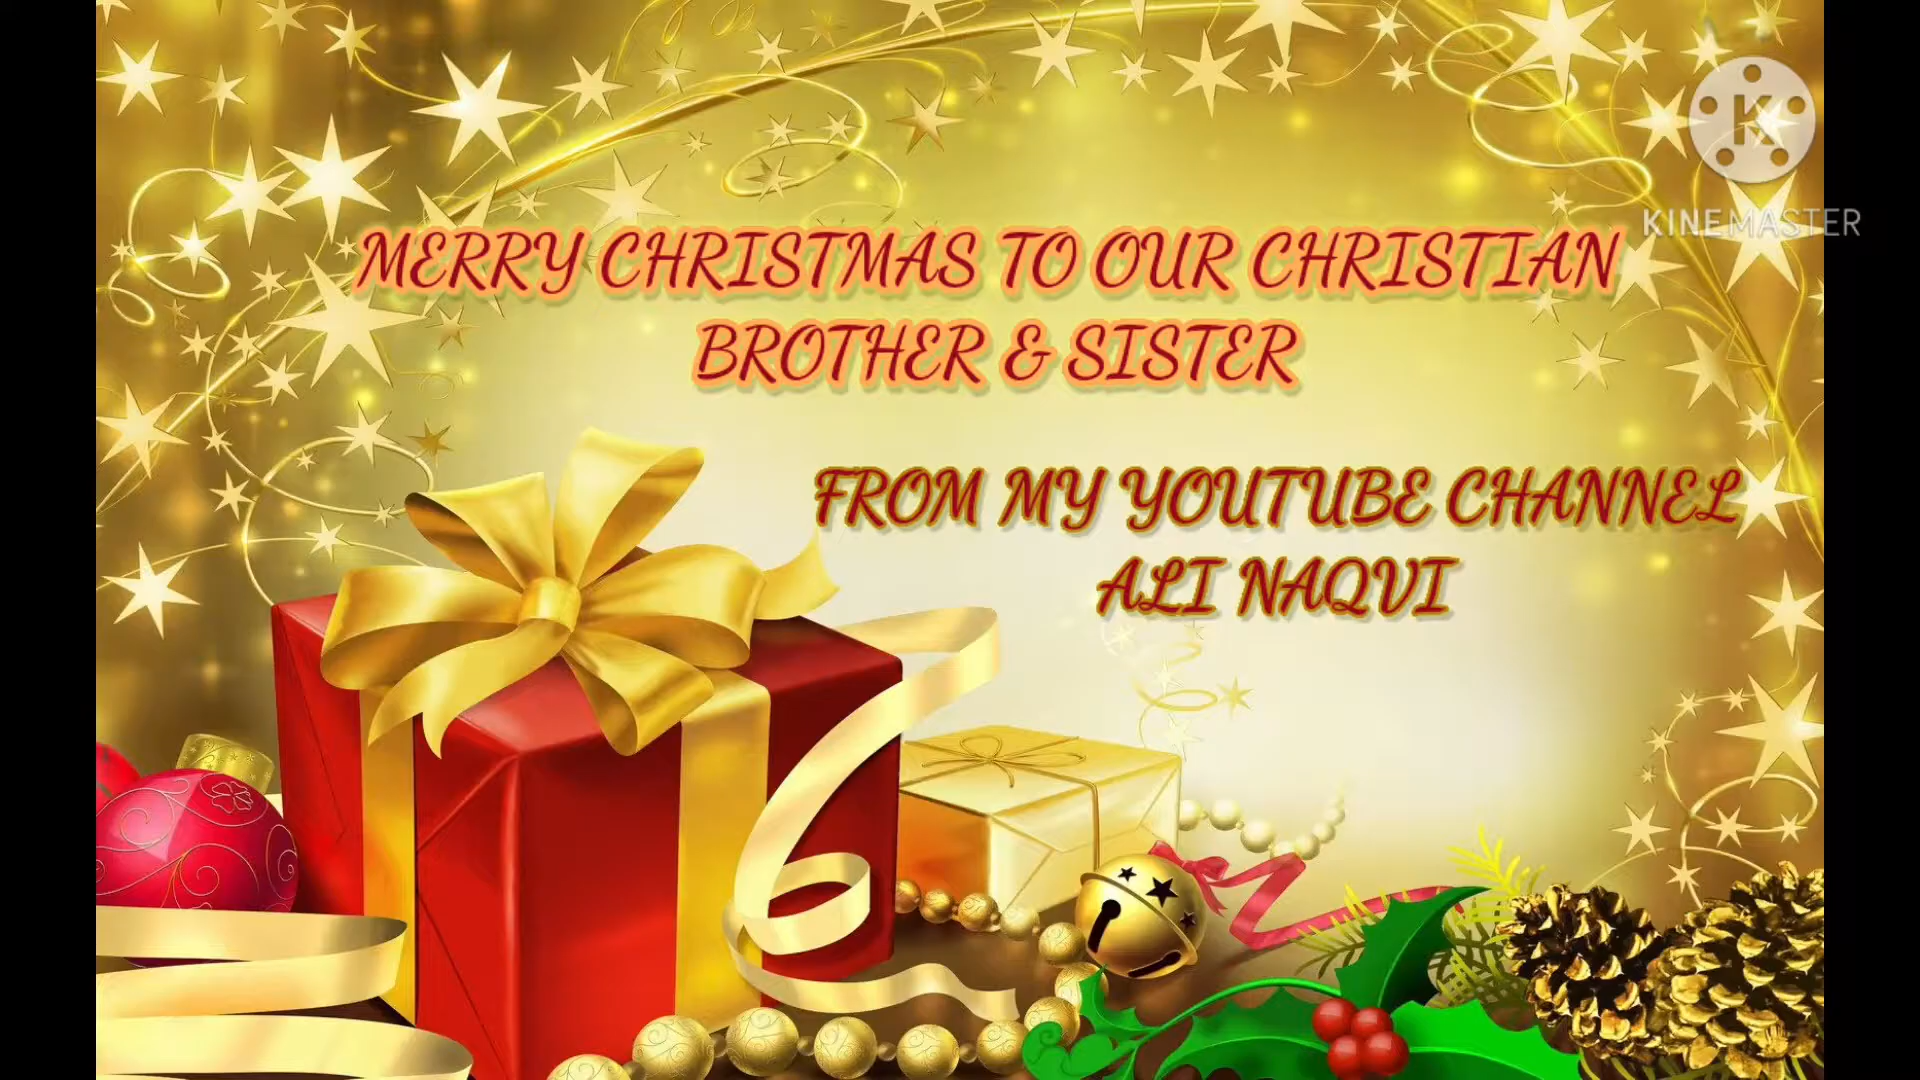 K
KINEMASTER
MERRY CHRISTMAS TO OUR CHRISTIAN
BROTHER & SISTER
FROM MY YOUTUBE CHANNEL
ALI NAQVI